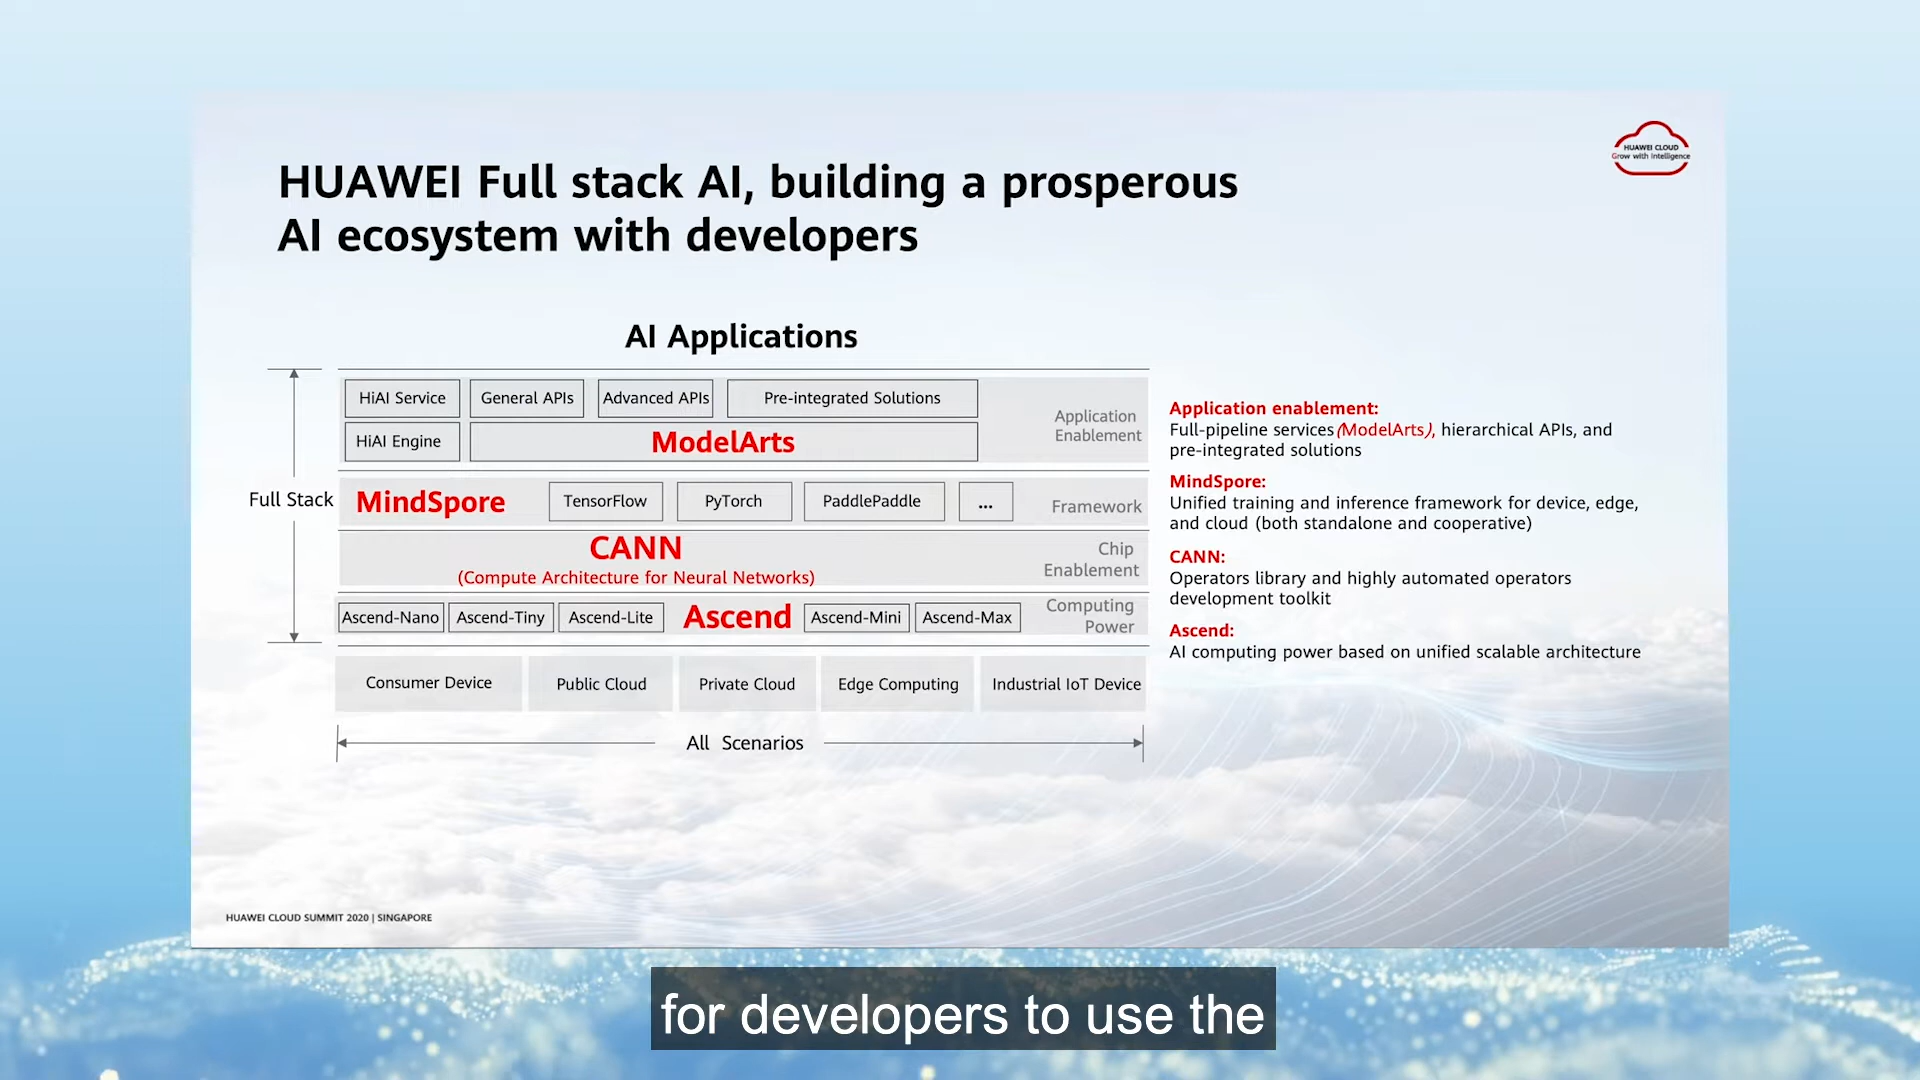 HUAWEI CLOUD
Grow with Intelligence
HUAWEI Full stack AI, building a prosperous
AI ecosystem with developers
AI Applications
Full Stack
HiAI Service
General APIs
Advanced APIs
Pre-integrated Solutions
HiAI Engine
ModelArts
Application
Enablement
MindSpore
TensorFlow
PyTorch
PaddlePaddle
...
Framework
CANN
(Compute Architecture for Neural Networks)
Chip
Enablement
Ascend-Nano
Ascend-Tiny
Ascend-Lite
Ascend
Ascend-Mini
Ascend-Max
Computing
Power
Consumer Device
Public Cloud
Private Cloud
Edge Computing
Industrial IoT Device
All Scenarios
Application enablement:
Full-pipeline services(ModelArts), hierarchical APIs, and
pre-integrated solutions
MindSpore:
Unified training and inference framework for device, edge,
and cloud (both standalone and cooperative)
CANN:
Operators library and highly automated operators
development toolkit
Ascend:
AI computing power based on unified scalable architecture
HUAWEI CLOUD SUMMIT 2020 | SINGAPORE
for developers to use the